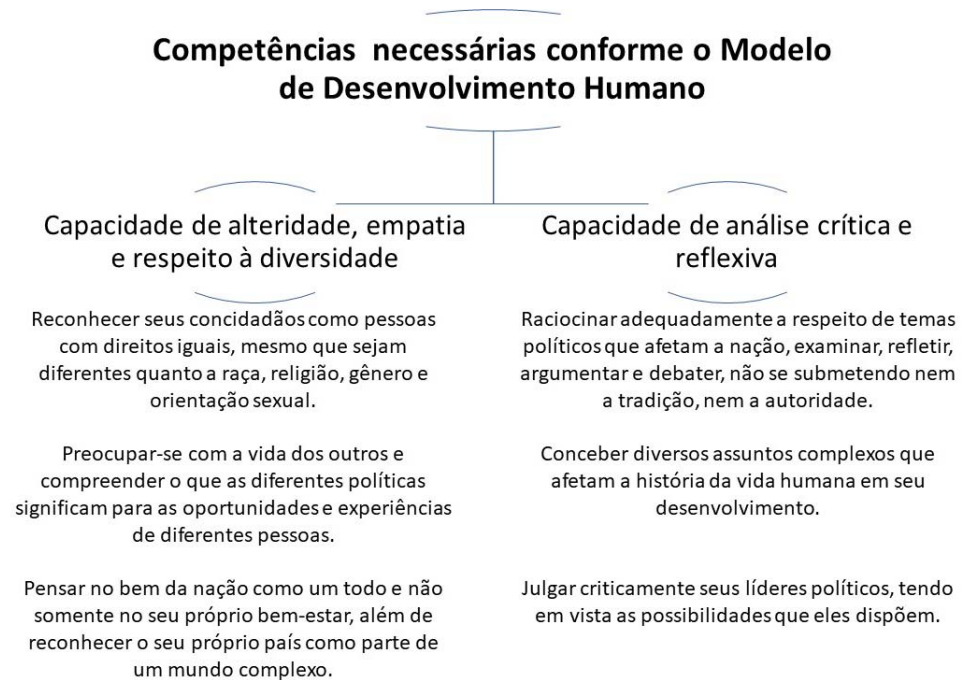 Competências necessárias conforme o Modelo
de Desenvolvimento Humano
Capacidade de alteridade, empatia
e respeito à diversidade
Reconhecer seus concidadãos como pessoas
com direitos iguais, mesmo que sejam
diferentes quanto a raça, religião, gênero e
orientação sexual.
Preocupar-se com a vida dos outros e
compreender o que as diferentes políticas
significam para as oportunidades e experiências
de diferentes pessoas.
Pensar no bem da nação como um todo e não
somente no seu próprio bem-estar, além de
reconhecer o seu próprio país como parte de
um mundo complexo.
Capacidade de análise crítica e
reflexiva
Raciocinar adequadamente a respeito de temas
políticos que afetam a nação, examinar, refletir,
argumentar e debater, não se submetendo nem
a tradição, nem a autoridade.
Conceber diversos assuntos complexos que
afetam a história da vida humana em seu
desenvolvimento.
Julgar criticamente seus líderes políticos, tendo
em vista as possibilidades que eles dispõem.